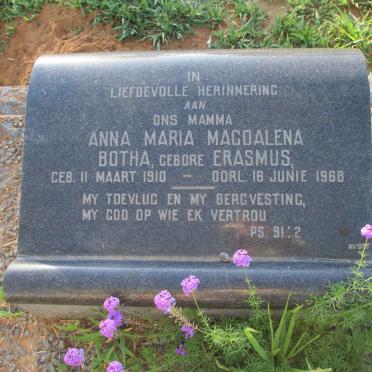 IN
LIEFDEVOLLE HERINNERING
AAN
ONS MAMMA
ANNA MARIA MAGDALENA
BOTHA, GEBORE ERASMUS,
GEB. 11 MAART 1910 — OORL. 16 JUNIE 1968
MY TOEVLUG EN MY BERGVESTING,
MY GOD OP WIE EK VERTROU
PS. 91:2